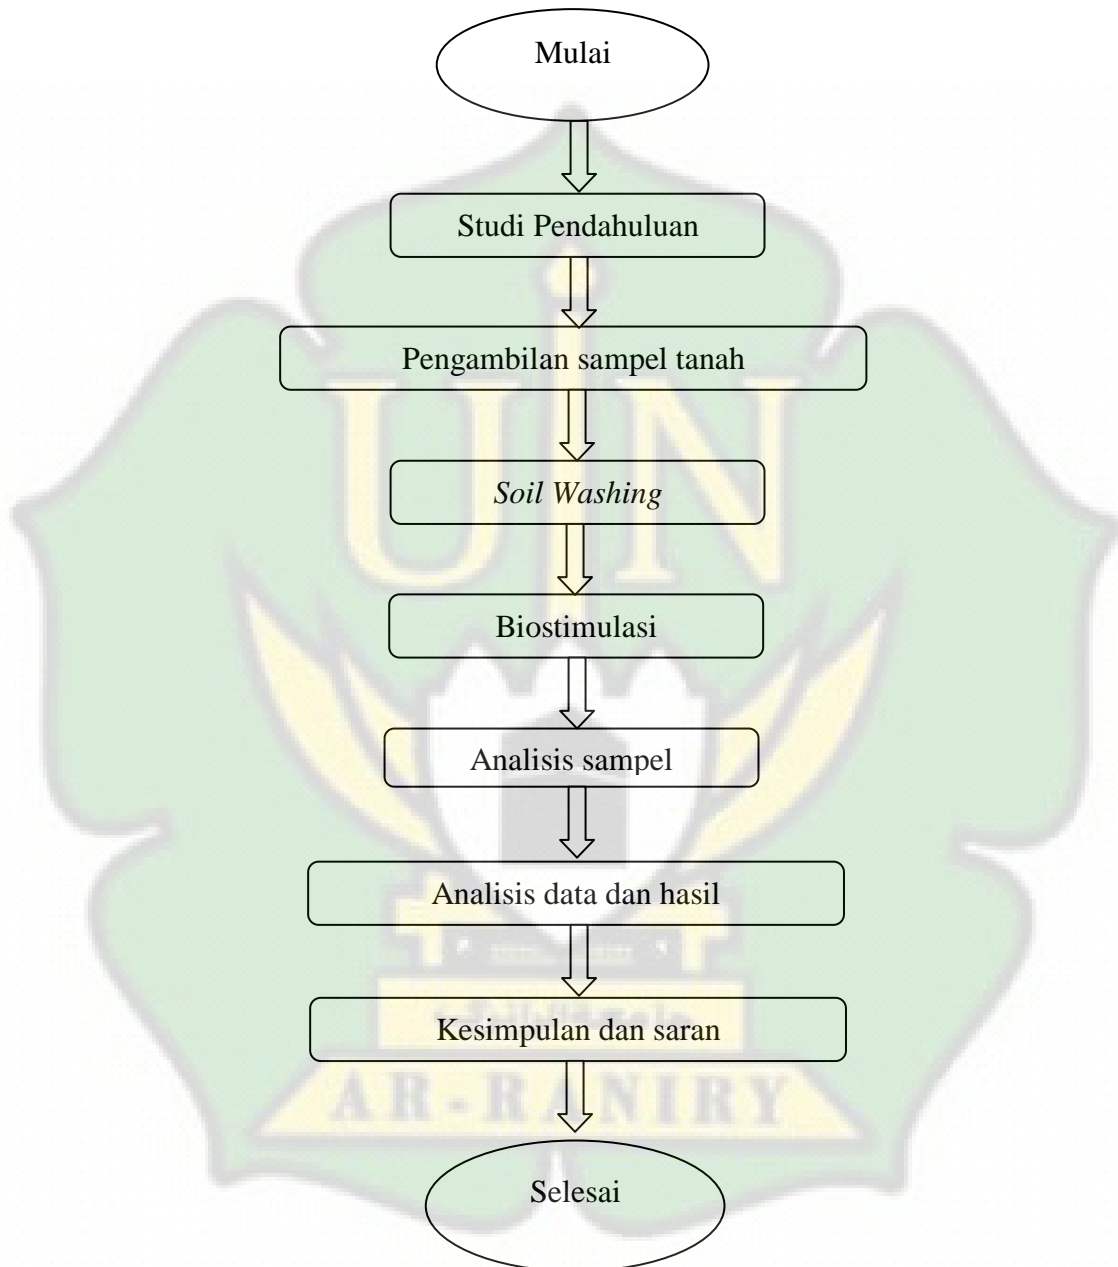 Mulai
Studi Pendahuluan
Pengambilan sampel tanah
Soil Washing
Biostimulasi
Analisis sampel
Analisis data dan hasil
Kesimpulan dan saran
Selesai
UIN
AR-RANIRY